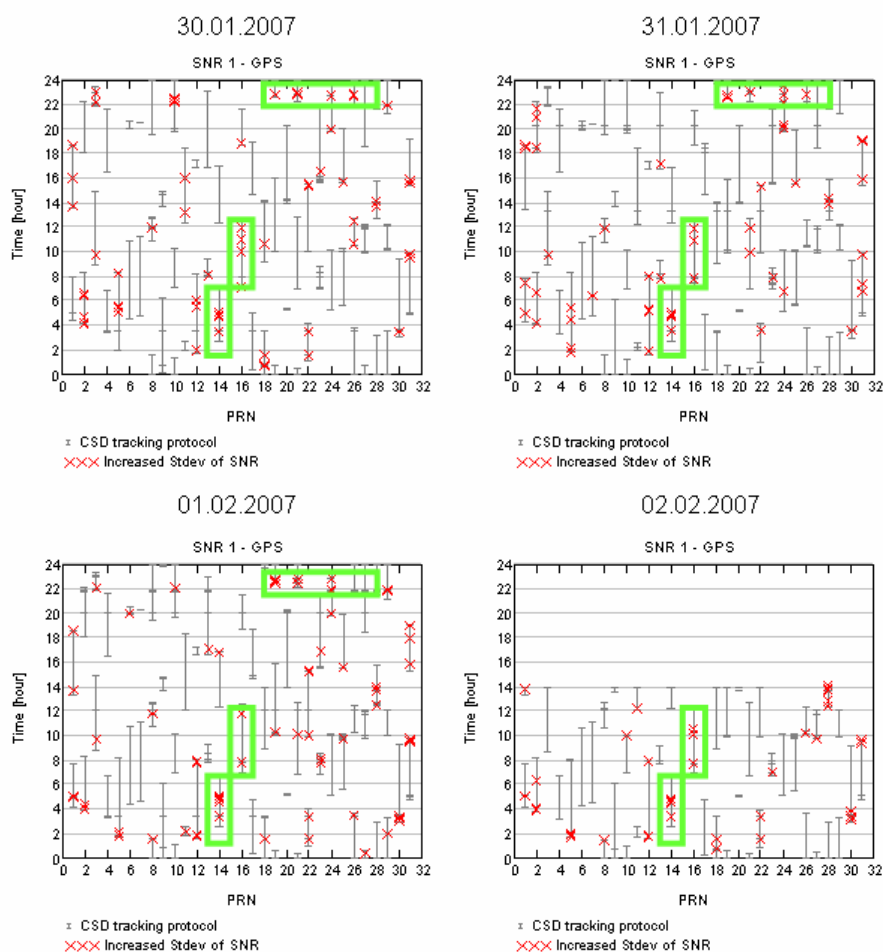 30.01.2007
SNR 1 - GPS
24
22
20
18
16
14
12
10
8
6
4
2
0
Time [hour]
0 2 4 6 8 10 12 14 16 18 20 22 24 26 28 30 32
PRN
CSD tracking protocol
Increased Stdev of SNR
31.01.2007
SNR 1 - GPS
24
22
20
18
16
14
12
10
8
6
4
2
0
Time [hour]
0 2 4 6 8 10 12 14 16 18 20 22 24 26 28 30 32
PRN
CSD tracking protocol
Increased Stdev of SNR
01.02.2007
SNR 1 - GPS
24
22
20
18
16
14
12
10
8
6
4
2
0
Time [hour]
0 2 4 6 8 10 12 14 16 18 20 22 24 26 28 30 32
PRN
CSD tracking protocol
Increased Stdev of SNR
02.02.2007
SNR 1 - GPS
24
22
20
18
16
14
12
10
8
6
4
2
0
Time [hour]
0 2 4 6 8 10 12 14 16 18 20 22 24 26 28 30 32
PRN
CSD tracking protocol
Increased Stdev of SNR